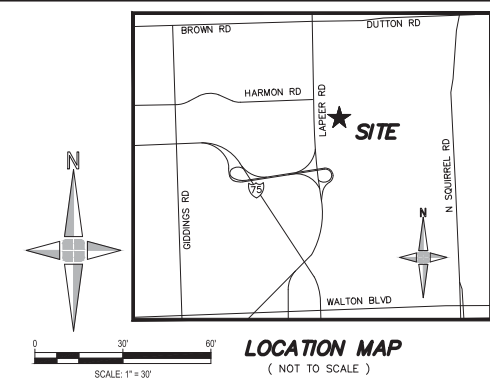 BROWN RD
DUTTON RD
HARMON RD
LAPEER RD
SITE
N SQUIRREL RD
75
GIDDINGS RD
N
N
WALTON BLVD
0 30' 60'
SCALE: 1" = 30'
LOCATION MAP
( NOT TO SCALE )